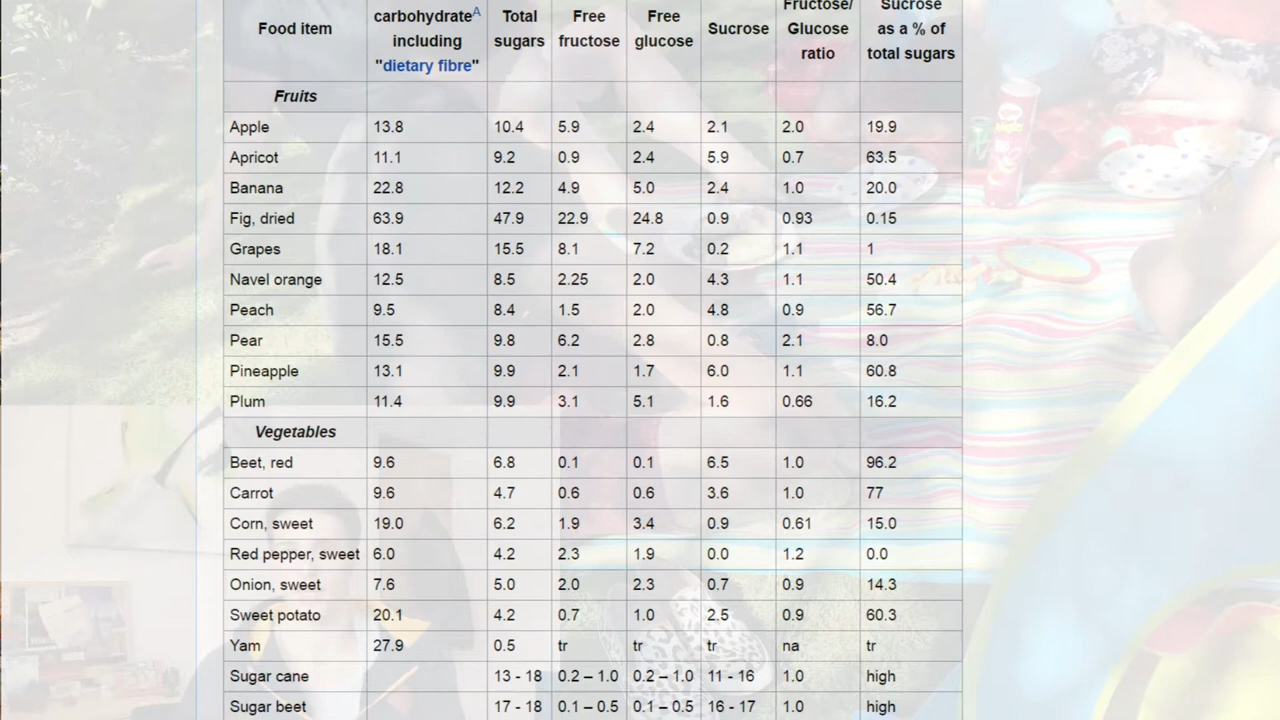 Food item carbohydrateA including "dietary fibre" Total sugars Free fructose Free glucose Sucrose Fructose/ Glucose ratio Sucrose as a % of total sugars
Fruits
Apple 13.8 10.4 5.9 2.4 2.1 2.0 19.9
Apricot 11.1 9.2 0.9 2.4 5.9 0.7 63.5
Banana 22.8 12.2 4.9 5.0 2.4 1.0 20.0
Fig, dried 63.9 47.9 22.9 24.8 0.9 0.93 0.15
Grapes 18.1 15.5 8.1 7.2 0.2 1.1 1
Navel orange 12.5 8.5 2.25 2.0 4.3 1.1 50.4
Peach 9.5 8.4 1.5 2.0 4.8 0.9 56.7
Pear 15.5 9.8 6.2 2.8 0.8 2.1 8.0
Pineapple 13.1 9.9 2.1 1.7 6.0 1.1 60.8
Plum 11.4 9.9 3.1 5.1 1.6 0.66 16.2
Vegetables
Beet, red 9.6 6.8 0.1 0.1 6.5 1.0 96.2
Carrot 9.6 4.7 0.6 0.6 3.6 1.0 77
Corn, sweet 19.0 6.2 1.9 3.4 0.9 0.61 15.0
Red pepper, sweet 6.0 4.2 2.3 1.9 0.0 1.2 0.0
Onion, sweet 7.6 5.0 2.0 2.3 0.7 0.9 14.3
Sweet potato 20.1 4.2 0.7 1.0 2.5 0.9 60.3
Yam 27.9 0.5 tr tr tr na tr
Sugar cane 13 - 18 0.2 – 1.0 0.2 – 1.0 11 - 16 1.0 high
Sugar beet 17 - 18 0.1 – 0.5 0.1 – 0.5 16 - 17 1.0 high